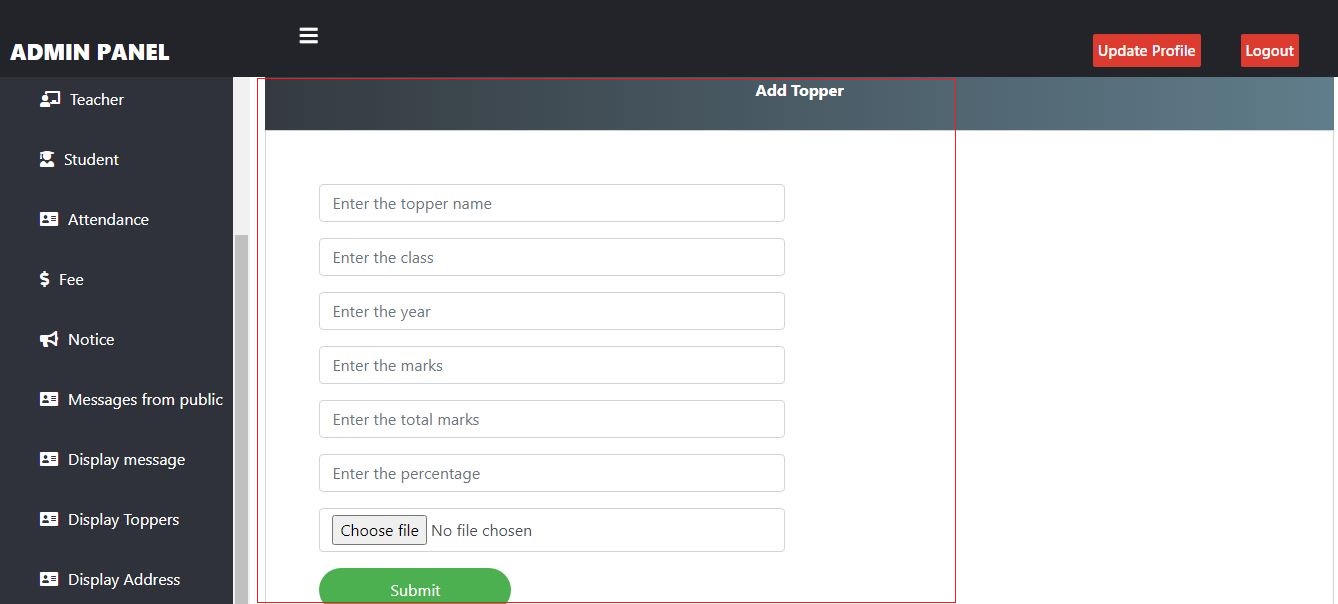 ADMIN PANEL
Update Profile
Logout
Teacher
Student
Attendance
Fee
Notice
Messages from public
Display message
Display Toppers
Display Address
Add Topper
Enter the topper name
Enter the class
Enter the year
Enter the marks
Enter the total marks
Enter the percentage
Choose file No file chosen
Submit